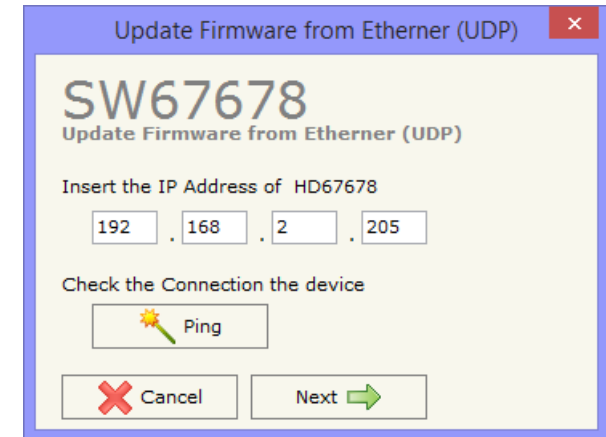 Update Firmware from Etherner (UDP)
SW67678
Update Firmware from Etherner (UDP)
Insert the IP Address of HD67678
192 . 168 . 2 . 205
Check the Connection the device
Ping
Cancel Next